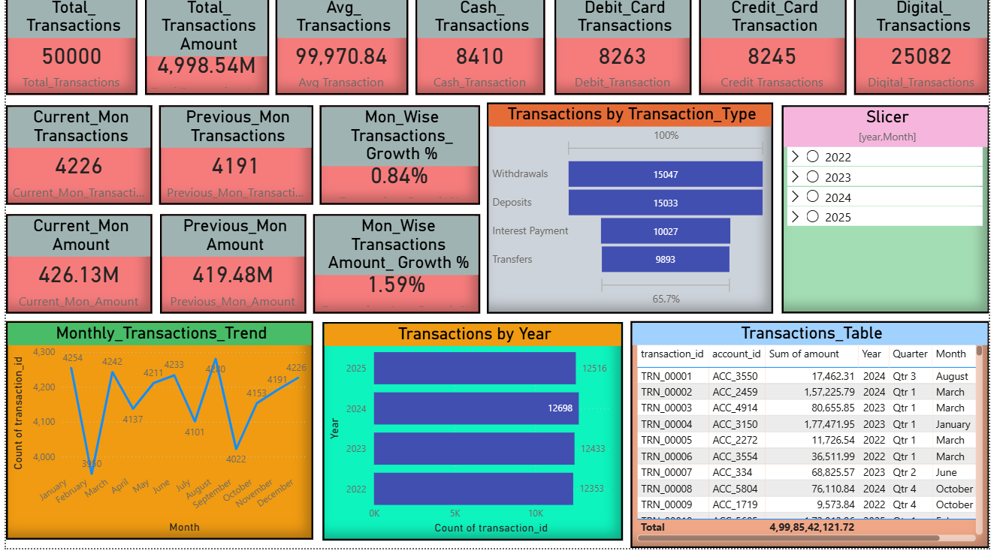 Total_
Transactions
50000
Total_Transactions
Total_
Transactions
Amount
4,998.54M
Avg_
Transactions
99,970.84
Avg Transaction
Cash_
Transactions
8410
Cash_Transaction
Debit_Card
Transactions
8263
Debit_Transaction
Credit_Card
Transaction
8245
Credit Transactions
Digital_
Transactions
25082
Digital_Transactions
Current_Mon
Transactions
4226
Current_Mon_Transacti...
Previous_Mon
Transactions
4191
Previous_Mon_Transacti...
Mon_Wise
Transactions_
Growth %
0.84%
Current_Mon
Amount
426.13M
Current_Mon_Amount
Previous_Mon
Amount
419.48M
Previous_Mon_Amount
Mon_Wise
Transactions
Amount_ Growth %
1.59%
Transactions by Transaction_Type
100%
Withdrawals 15047
Deposits 15033
Interest Payment 10027
Transfers 9893
65.7%
Slicer
[year,Month]
2022
2023
2024
2025
Monthly_Transactions_Trend
Count of transaction_id
4,300
4,200
4,100
4,000
4254
4242
4137
4211
4233
4101
4022
4153
4191
4226
January
February
March
April
May
June
July
August
September
October
November
December
Month
Transactions by Year
Year
2025 12516
2024 12698
2023 12433
2022 12353
0K 5K 10K
Count of transaction_id
Transactions_Table
transaction_id account_id Sum of amount Year Quarter Month
TRN_00001 ACC_3550 17,462.31 2024 Qtr 3 August
TRN_00002 ACC_2459 1,57,225.79 2024 Qtr 1 March
TRN_00003 ACC_4914 80,655.85 2023 Qtr 1 March
TRN_00004 ACC_3150 1,77,471.95 2023 Qtr 1 January
TRN_00005 ACC_2272 11,726.54 2022 Qtr 1 March
TRN_00006 ACC_3554 36,511.99 2022 Qtr 1 March
TRN_00007 ACC_334 68,825.57 2023 Qtr 2 June
TRN_00008 ACC_5804 76,110.84 2024 Qtr 4 October
TRN_00009 ACC_1719 9,573.84 2022 Qtr 4 October
Total 4,99,85,42,121.72